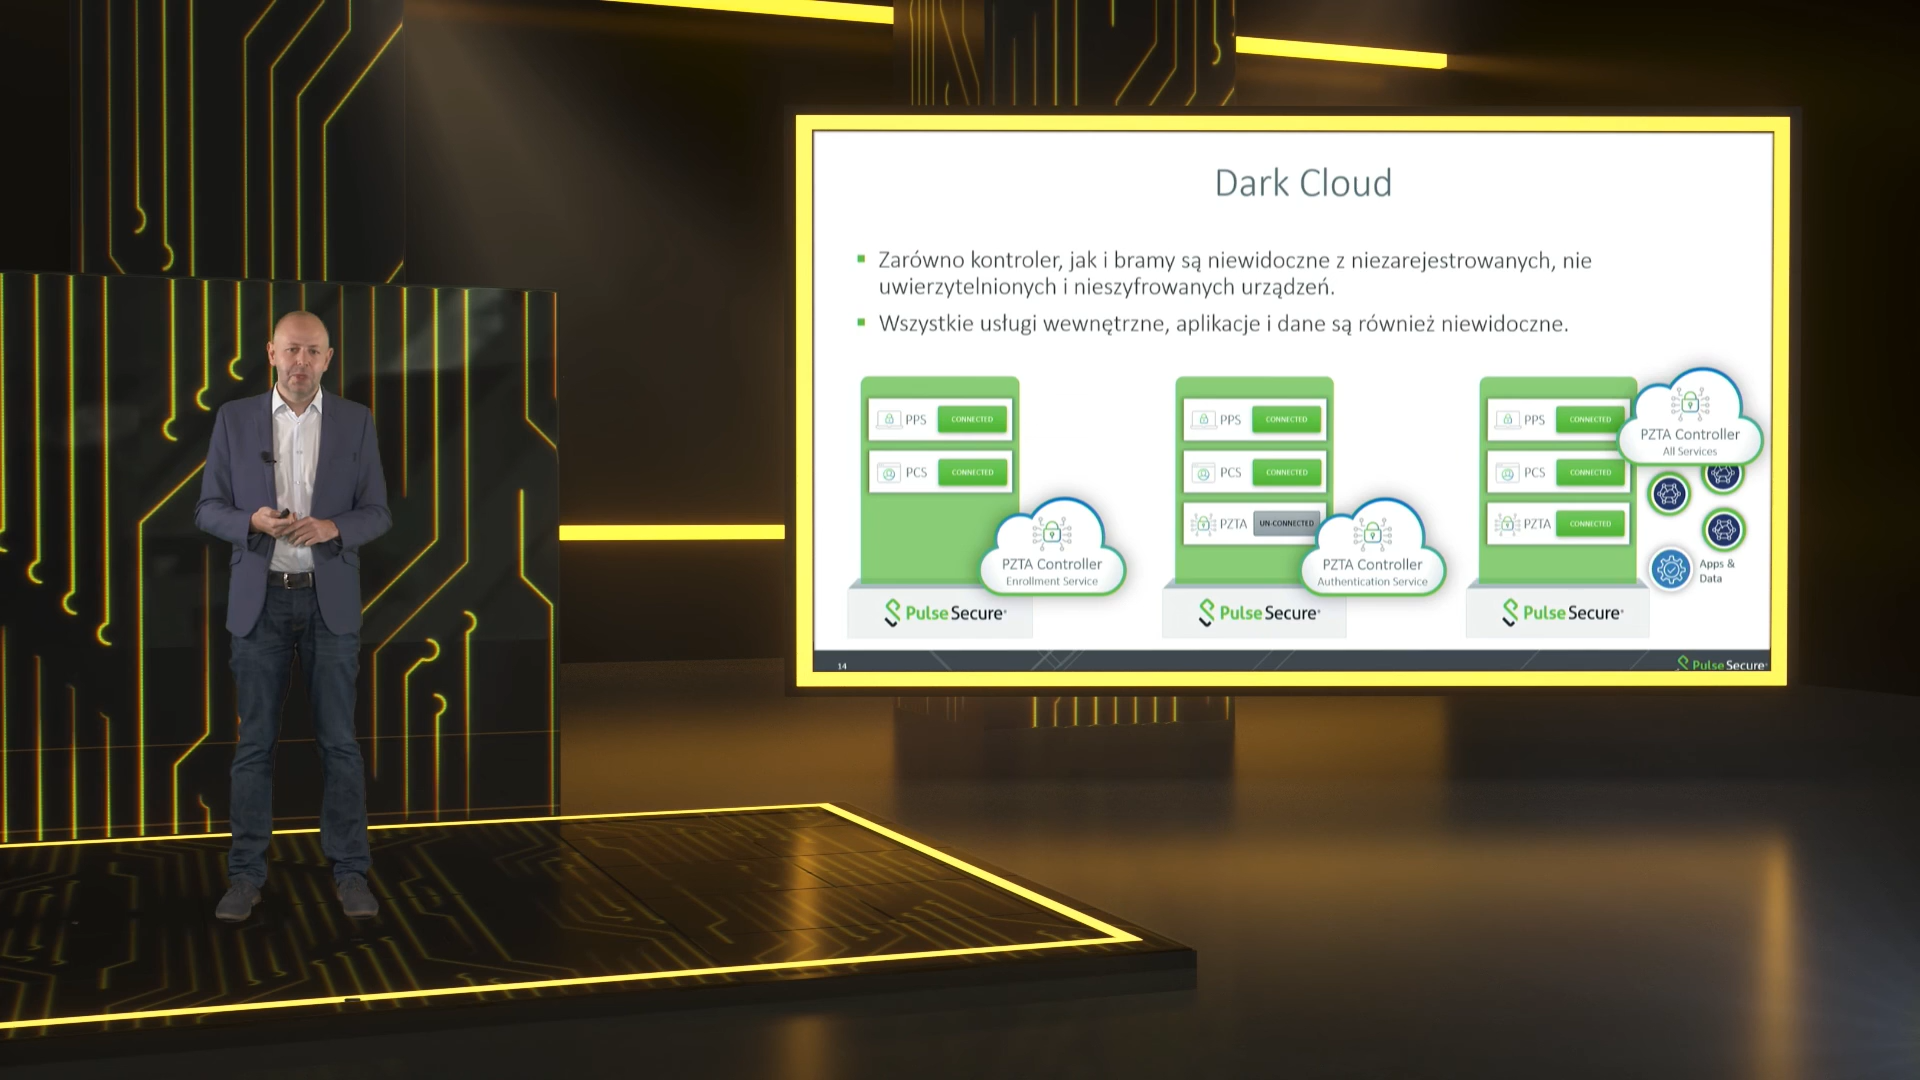 Dark Cloud
Zarówno kontroler, jak i bramy są niewidoczne z niezarejestrowanych, nie
uwierzytelnionych i nieszyfrowanych urządzeń.
Wszystkie usługi wewnętrzne, aplikacje i dane są również niewidoczne.
PPS CONNECTED
PCS CONNECTED
PZTA Controller
Enrollment Service
Pulse Secure®
PPS CONNECTED
PCS CONNECTED
PZTA UN-CONNECTED
PZTA Controller
Authentication Service
Pulse Secure®
PPS CONNECTED
PCS CONNECTED
PZTA CONNECTED
PZTA Controller
All Services
Apps &
Data
Pulse Secure®
14
Pulse Secure®